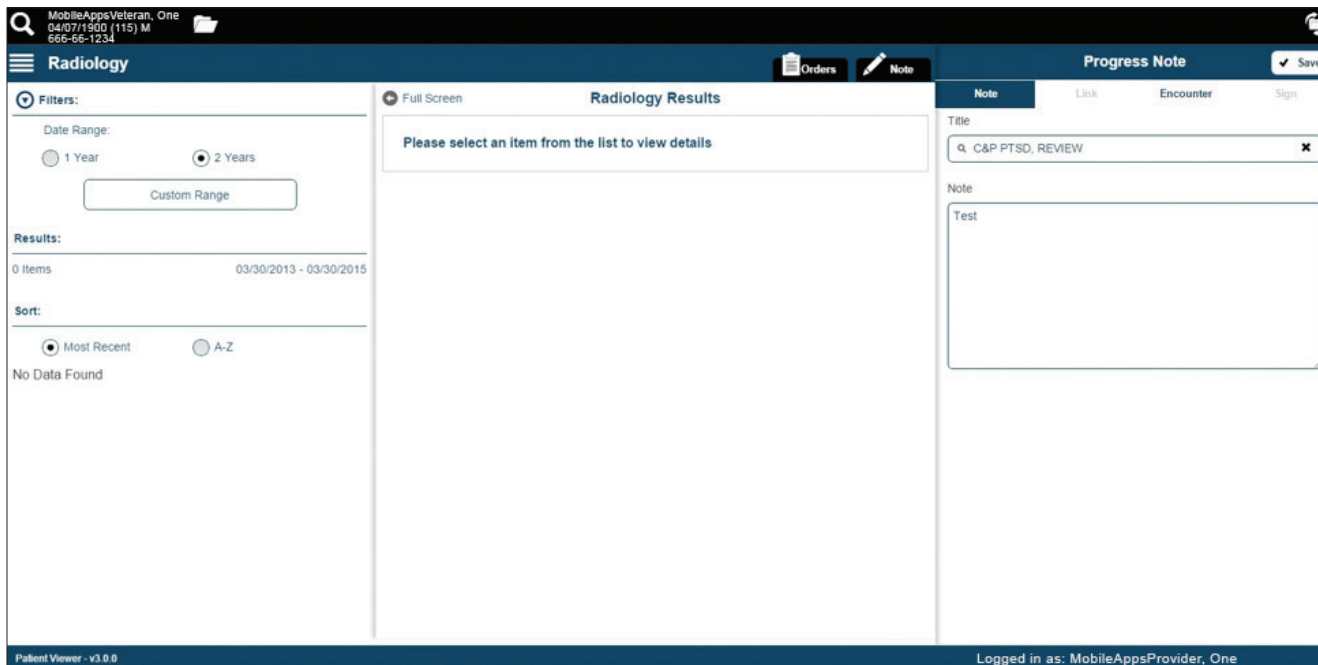 MobileAppsVeteran, One
04/07/1900 (115) M
666-66-1234
Radiology
Orders
Note
Progress Note
Save
Filters:
Date Range:
1 Year
2 Years
Custom Range
Results:
0 Items
03/30/2013 - 03/30/2015
Sort:
Most Recent
A-Z
No Data Found
Full Screen
Radiology Results
Please select an item from the list to view details
Note
Link
Encounter
Sign
Title
C&P PTSD, REVIEW
Note
Test
Patient Viewer - v3.0.0
Logged in as: MobileAppsProvider, One